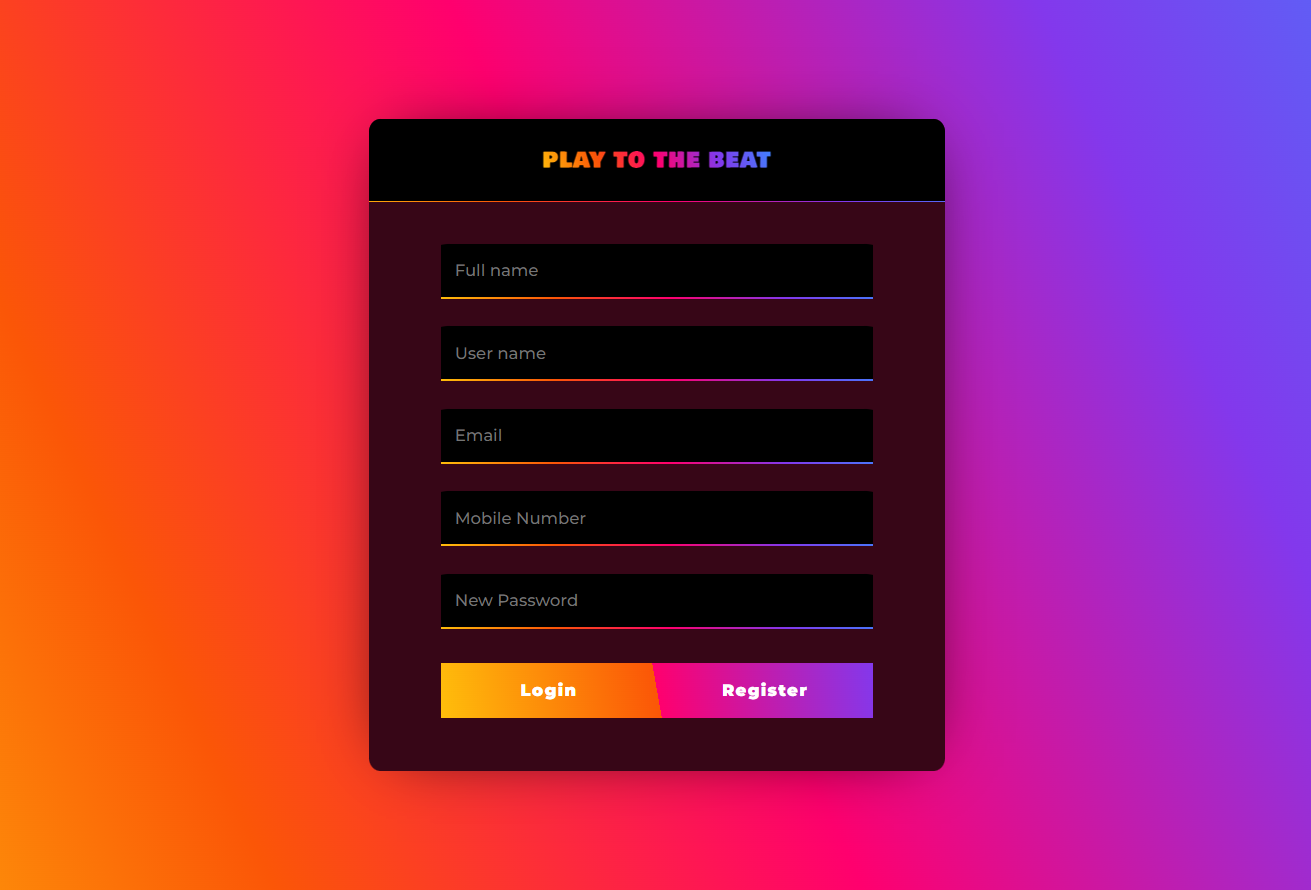 PLAY TO THE BEAT
Full name
User name
Email
Mobile Number
New Password
Login Register